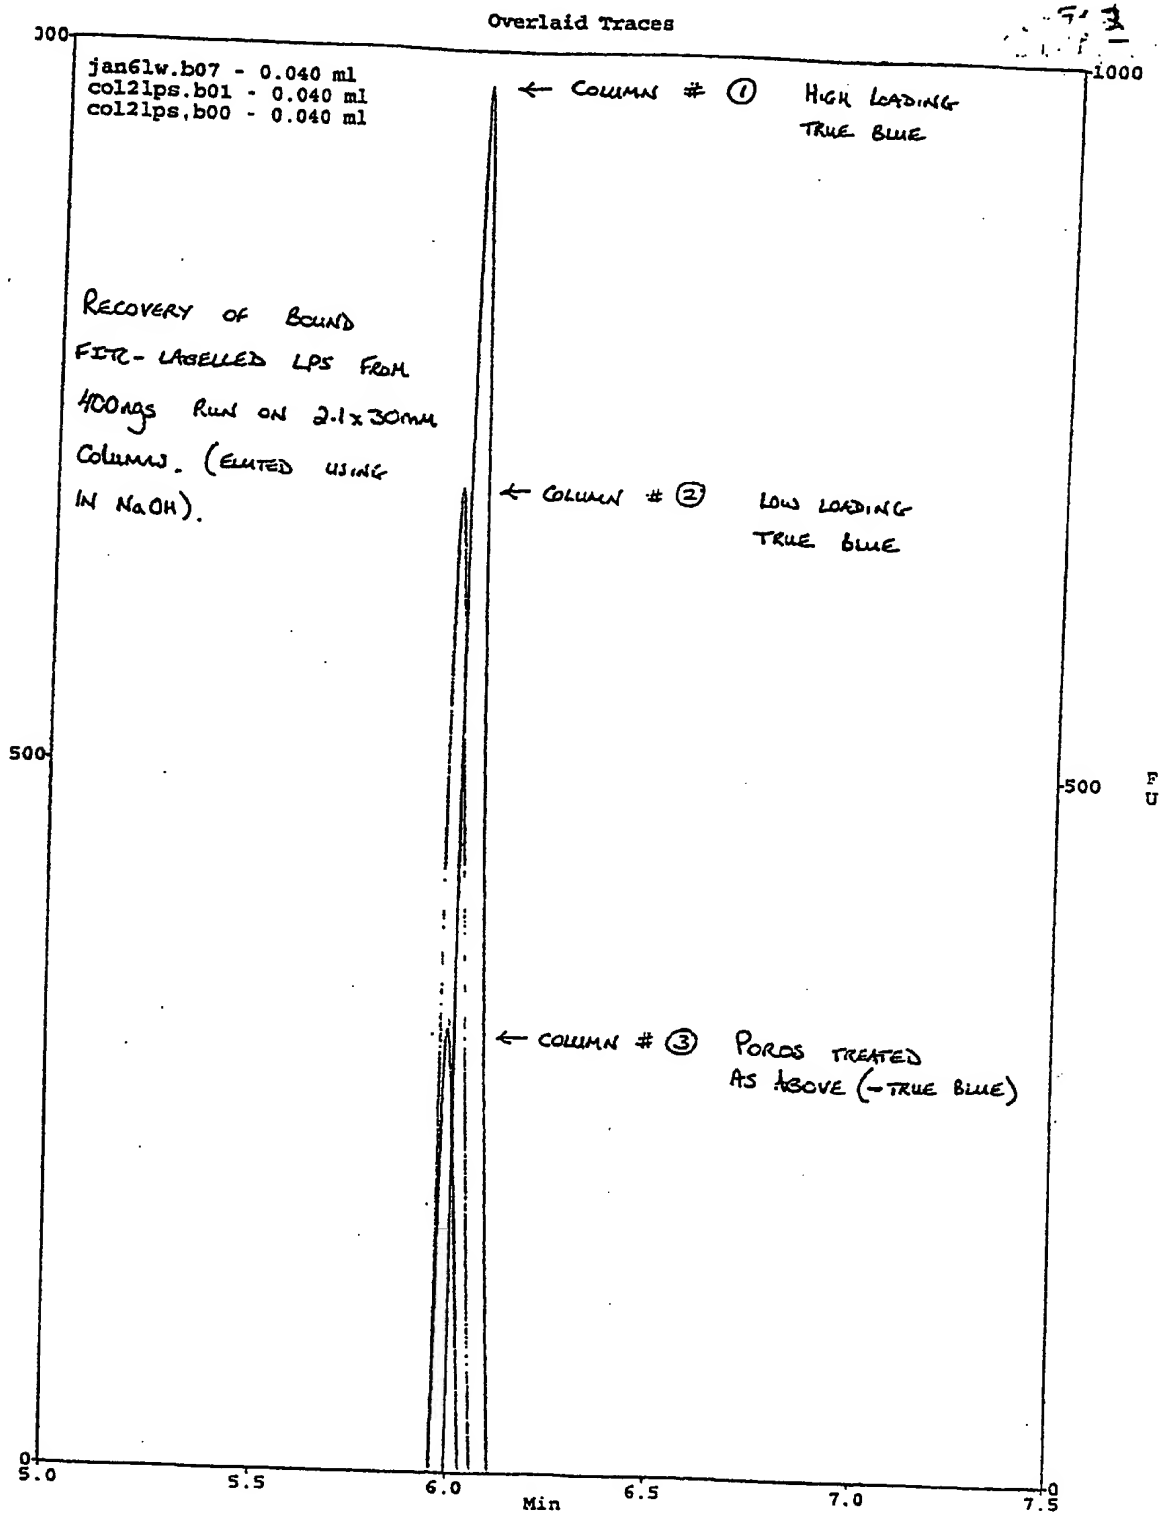 Overlaid Traces
jan61w.b07 - 0.040 ml
col21ps.b01 - 0.040 ml
col21ps,b00 - 0.040 ml
1000
← COLUMN # ① HIGH LOADING
TRUE BLUE
RECOVERY OF BOUND
FITC-LABELLED LPS FROM
400ngs RUN ON 2.1x30mm
COLUMNS. (ELUTED USING
1N NaOH).
← COLUMN # ② LOW LOADING
TRUE BLUE
500
500
F
U
← COLUMN # ③ POROS TREATED
AS ABOVE (-TRUE BLUE)
0
0
5.0 5.5 6.0 6.5 7.0 7.5
Min